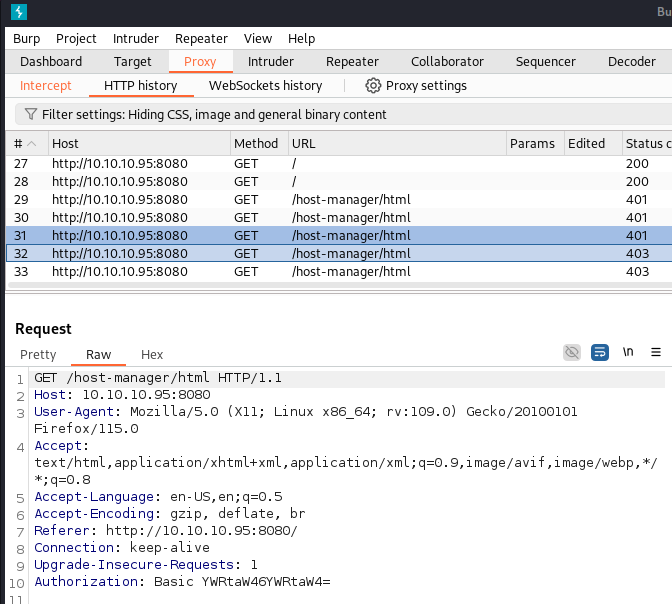 Bu
Burp Project Intruder Repeater View Help
Dashboard Target Proxy Intruder Repeater Collaborator Sequencer Decoder
Intercept HTTP history WebSockets history Proxy settings
Filter settings: Hiding CSS, image and general binary content
# Host Method URL Params Edited Status c
27 http://10.10.10.95:8080 GET / 200
28 http://10.10.10.95:8080 GET / 200
29 http://10.10.10.95:8080 GET /host-manager/html 401
30 http://10.10.10.95:8080 GET /host-manager/html 401
31 http://10.10.10.95:8080 GET /host-manager/html 401
32 http://10.10.10.95:8080 GET /host-manager/html 403
33 http://10.10.10.95:8080 GET /host-manager/html 403
Request
Pretty Raw Hex \n
1 GET /host-manager/html HTTP/1.1
2 Host: 10.10.10.95:8080
3 User-Agent: Mozilla/5.0 (X11; Linux x86_64; rv:109.0) Gecko/20100101
Firefox/115.0
4 Accept:
text/html,application/xhtml+xml,application/xml;q=0.9,image/avif,image/webp,*/
*;q=0.8
5 Accept-Language: en-US,en;q=0.5
6 Accept-Encoding: gzip, deflate, br
7 Referer: http://10.10.10.95:8080/
8 Connection: keep-alive
9 Upgrade-Insecure-Requests: 1
10 Authorization: Basic YWRtaW46YWRtaW4=
11